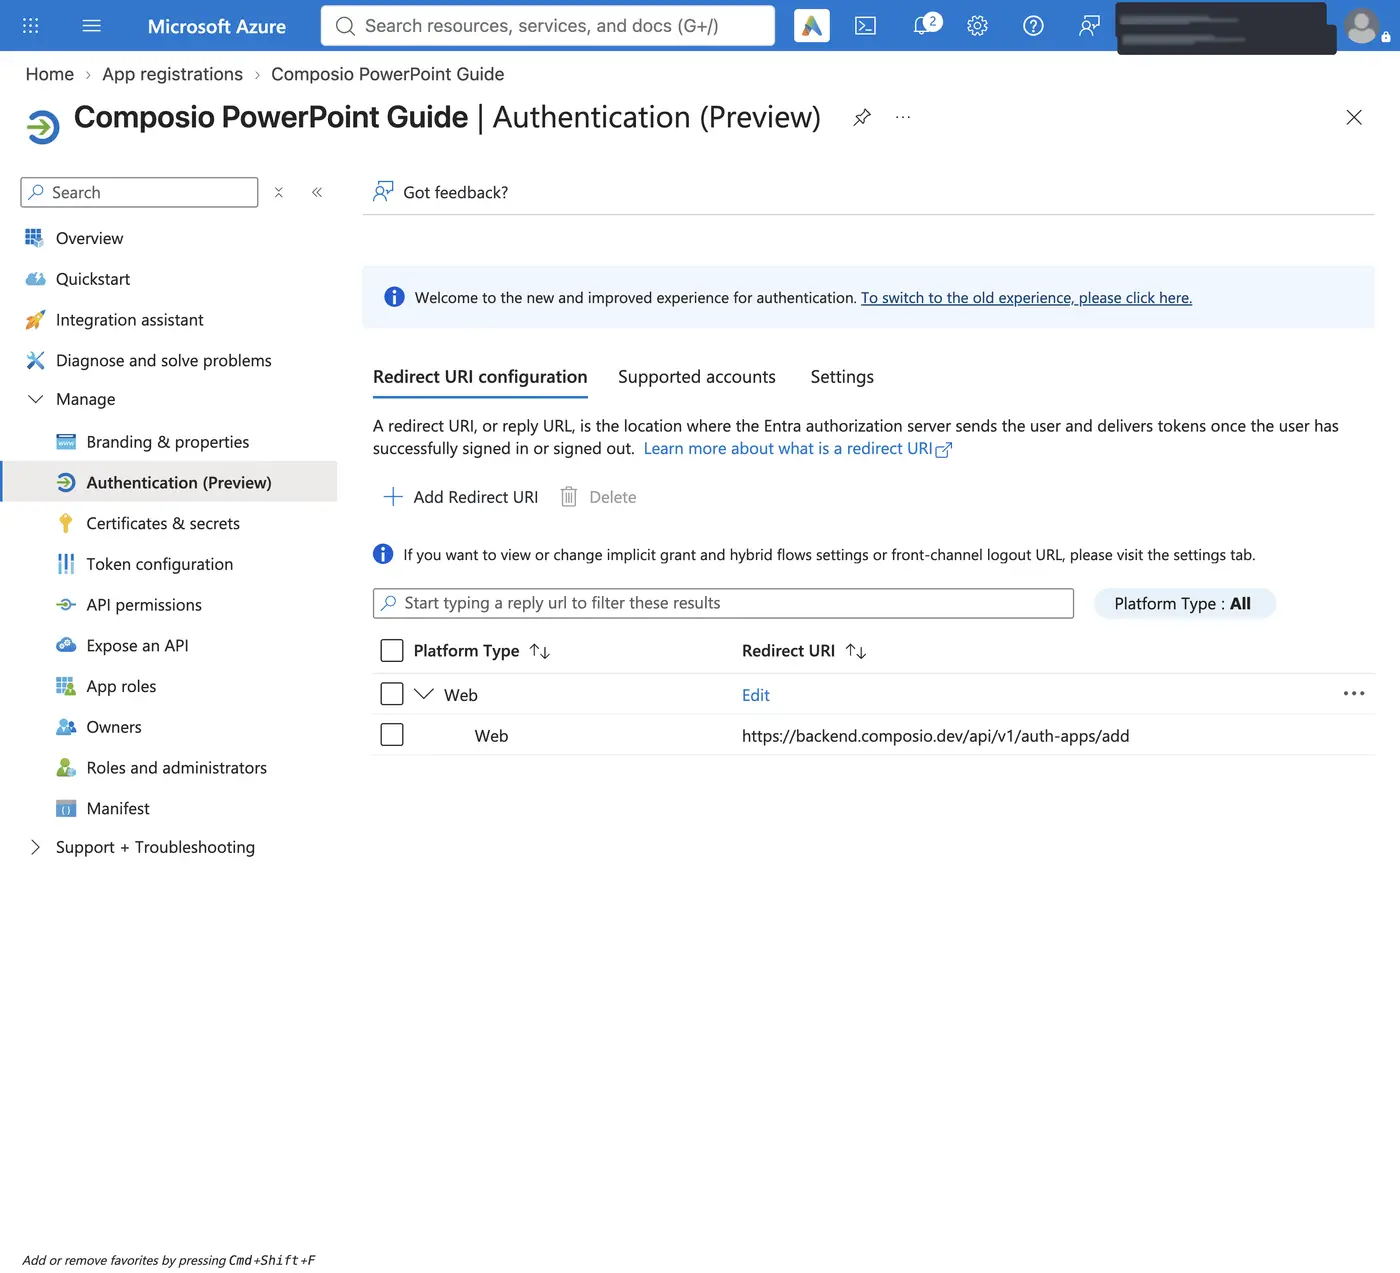 Microsoft Azure
Search resources, services, and docs (G+/)
2
Home › App registrations › Composio PowerPoint Guide
Composio PowerPoint Guide | Authentication (Preview)
Search
Got feedback?
Overview
Quickstart
Integration assistant
Diagnose and solve problems
Manage
Branding & properties
Authentication (Preview)
Certificates & secrets
Token configuration
API permissions
Expose an API
App roles
Owners
Roles and administrators
Manifest
Support + Troubleshooting
Welcome to the new and improved experience for authentication. To switch to the old experience, please click here.
Redirect URI configuration Supported accounts Settings
A redirect URI, or reply URL, is the location where the Entra authorization server sends the user and delivers tokens once the user has
successfully signed in or signed out. Learn more about what is a redirect URI
Add Redirect URI Delete
If you want to view or change implicit grant and hybrid flows settings or front-channel logout URL, please visit the settings tab.
Start typing a reply url to filter these results Platform Type : All
Platform Type ↑↓ Redirect URI ↑↓
Web Edit
Web https://backend.composio.dev/api/v1/auth-apps/add
Add or remove favorites by pressing Cmd+Shift+F